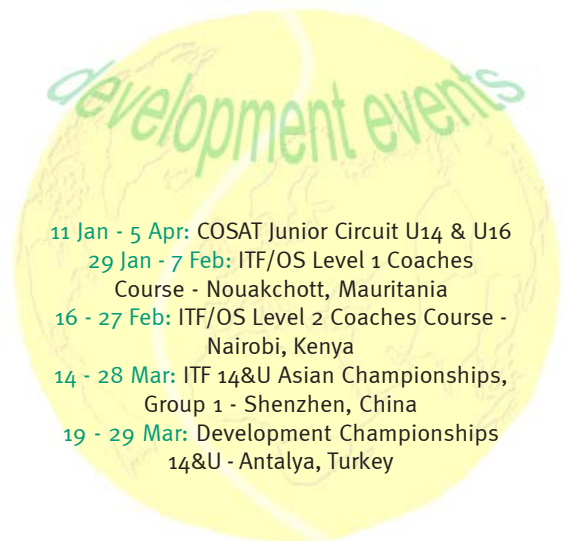 development events
11 Jan - 5 Apr: COSAT Junior Circuit U14 & U16
29 Jan - 7 Feb: ITF/OS Level 1 Coaches
Course - Nouakchott, Mauritania
16 - 27 Feb: ITF/OS Level 2 Coaches Course -
Nairobi, Kenya
14 - 28 Mar: ITF 14&U Asian Championships,
Group 1 - Shenzhen, China
19 - 29 Mar: Development Championships
14&U - Antalya, Turkey